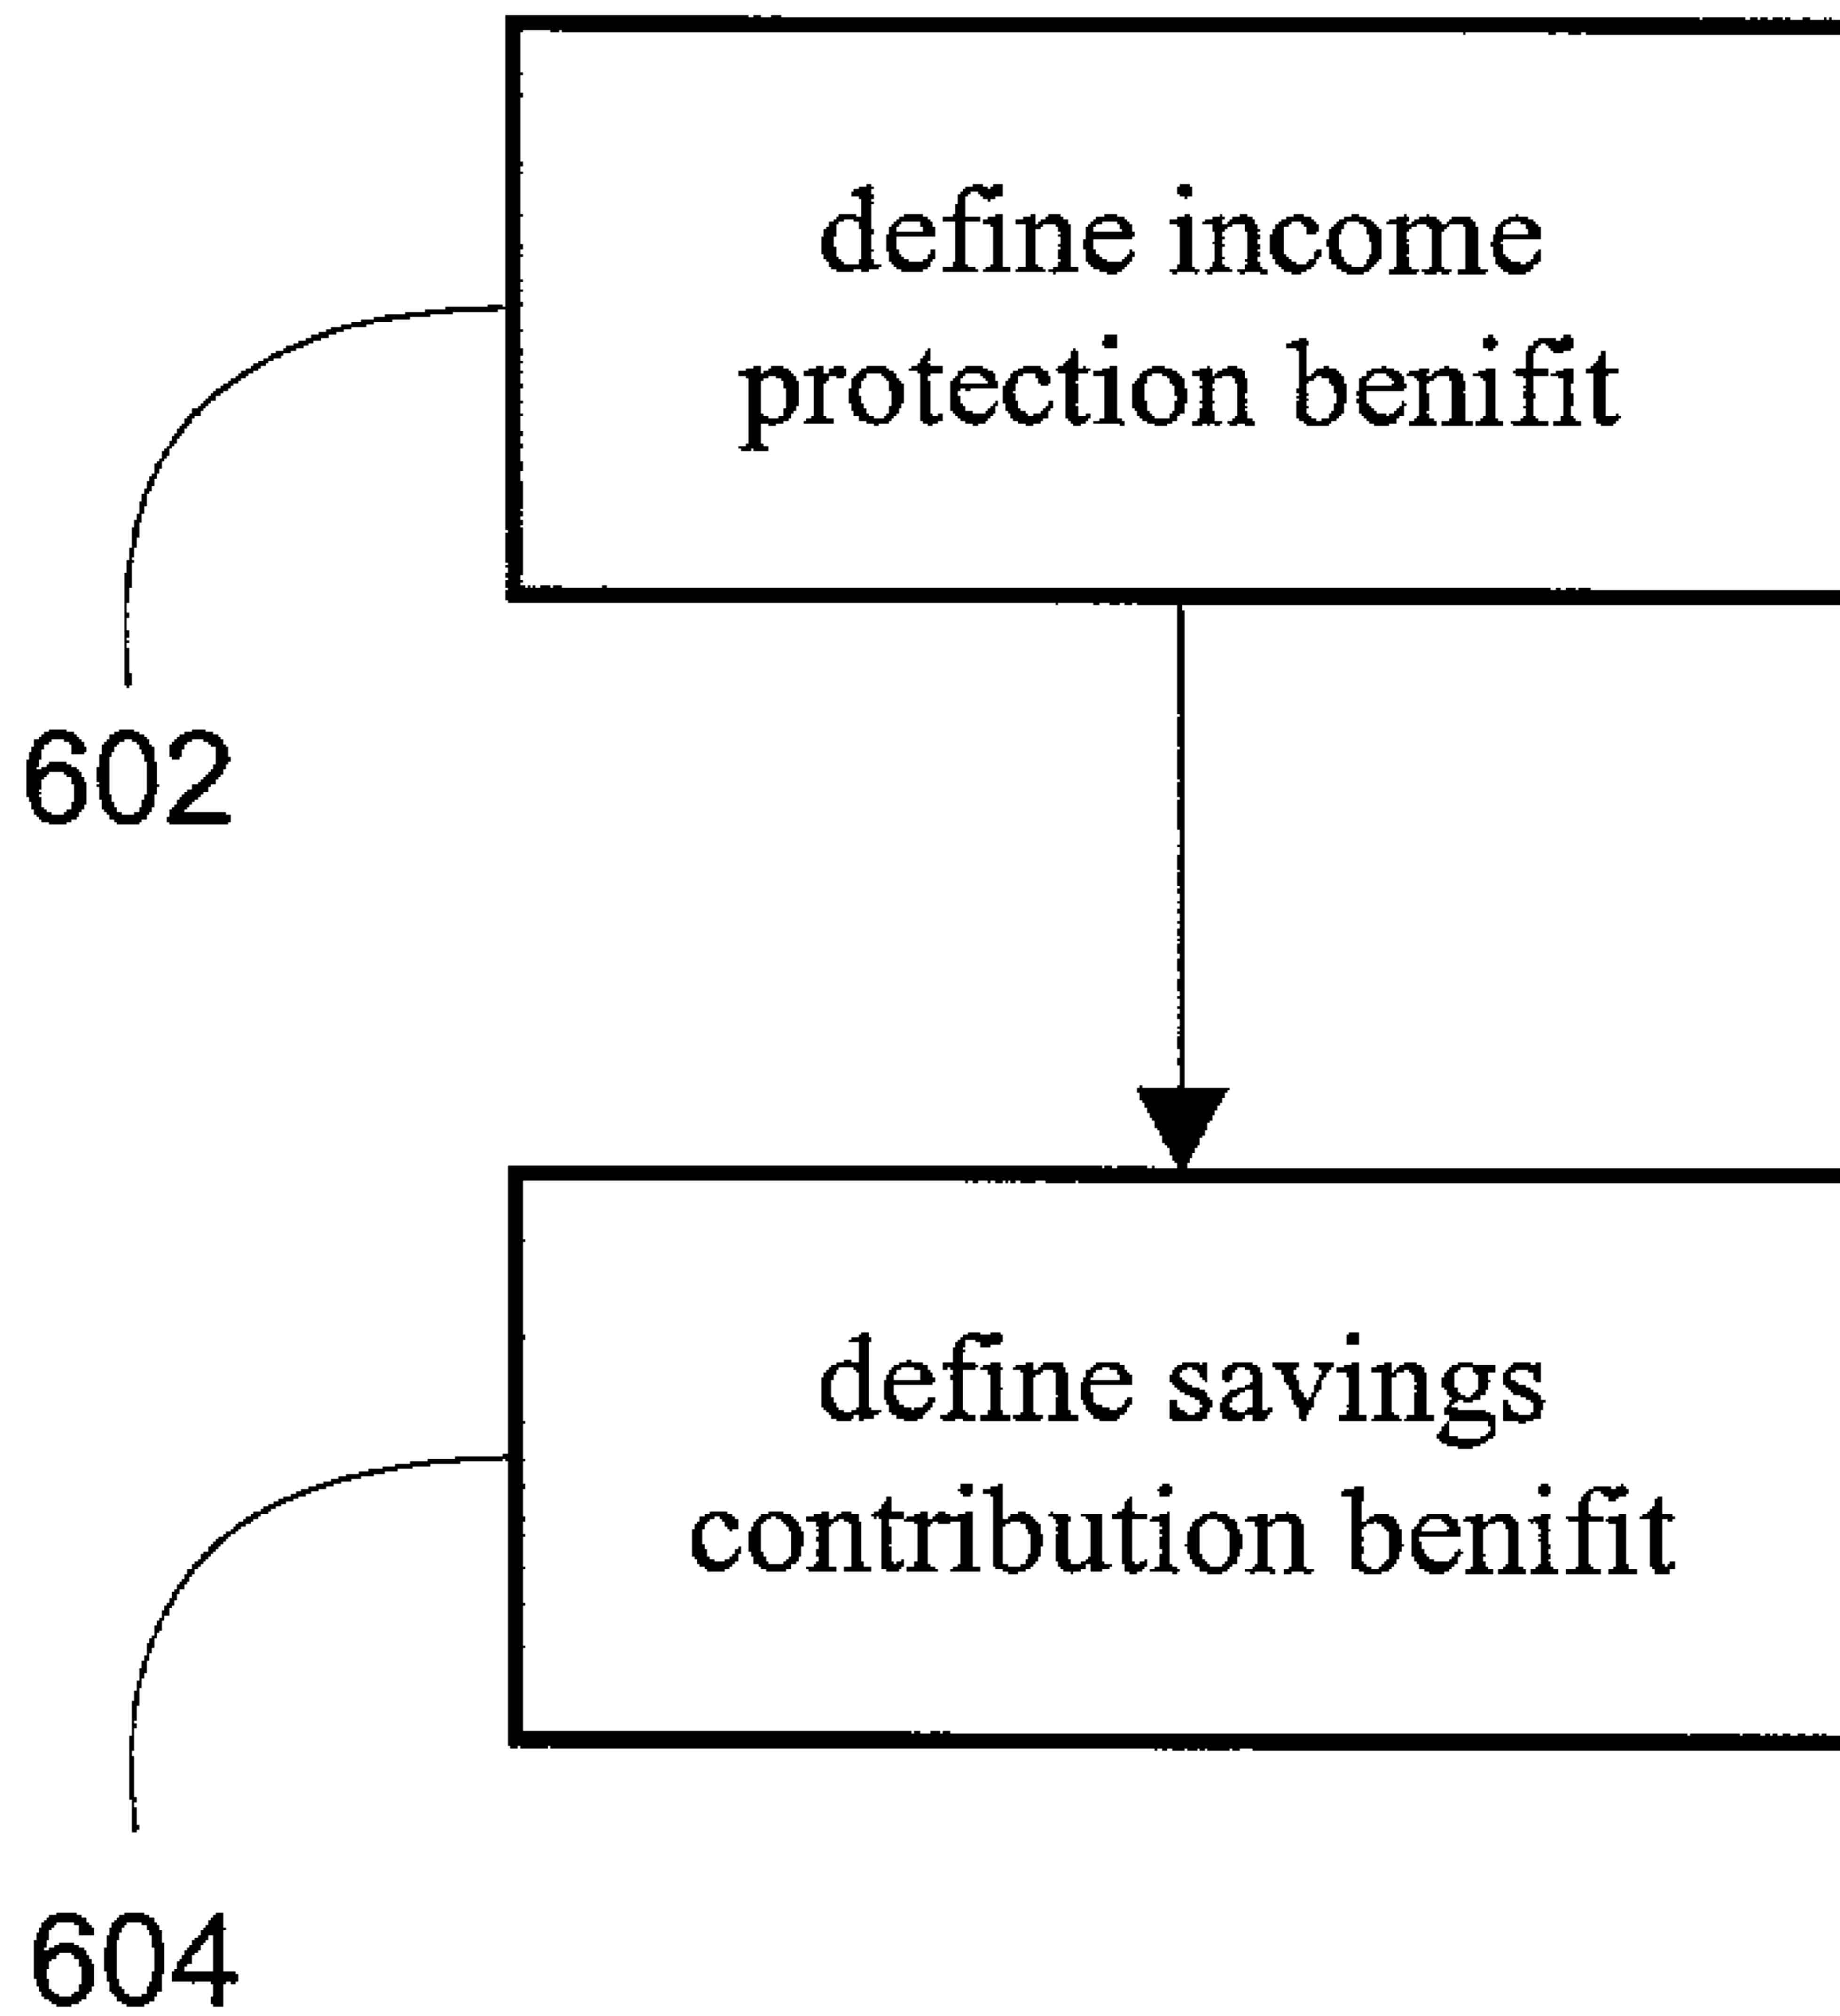 define income
protection benifit
602
define savings
contribution benifit
604